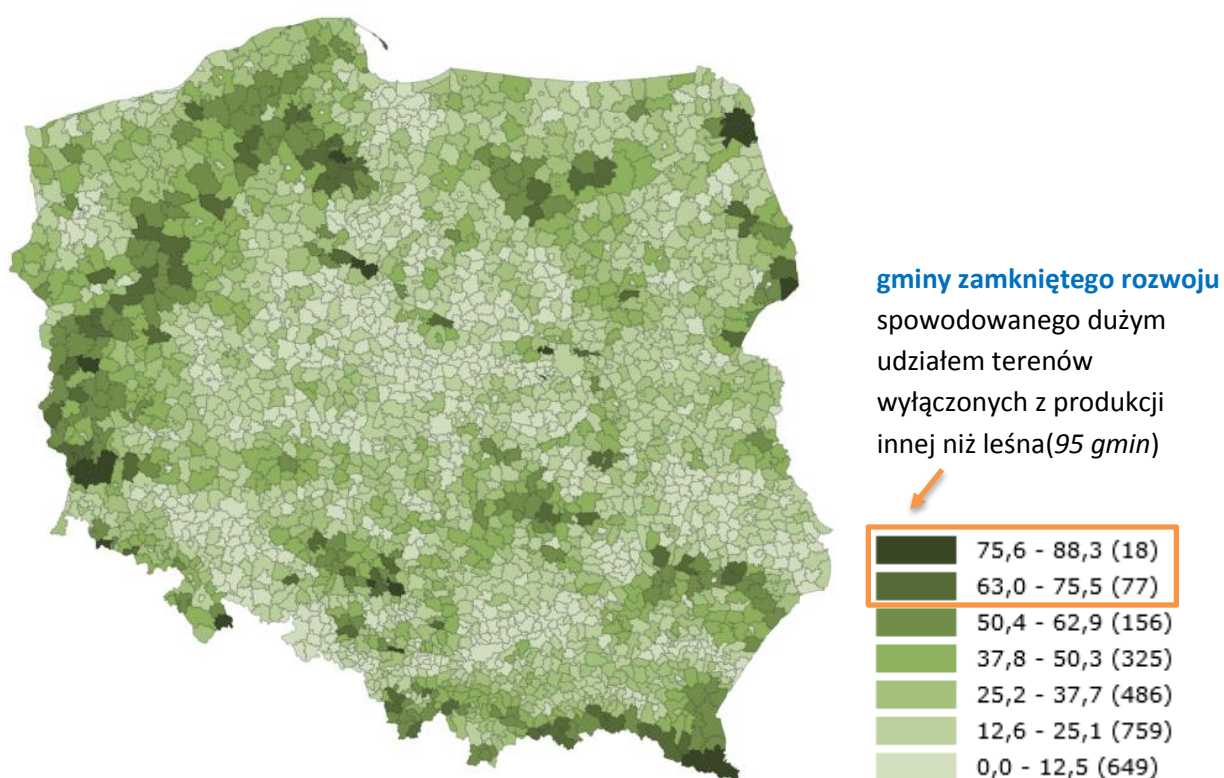 gminy zamkniętego rozwoju
spowodowanego dużym
udziałem terenów
wyłączonych z produkcji
innej niż leśna(95 gmin)
75,6 - 88,3 (18)
63,0 - 75,5 (77)
50,4 - 62,9 (156)
37,8 - 50,3 (325)
25,2 - 37,7 (486)
12,6 - 25,1 (759)
0,0 - 12,5 (649)